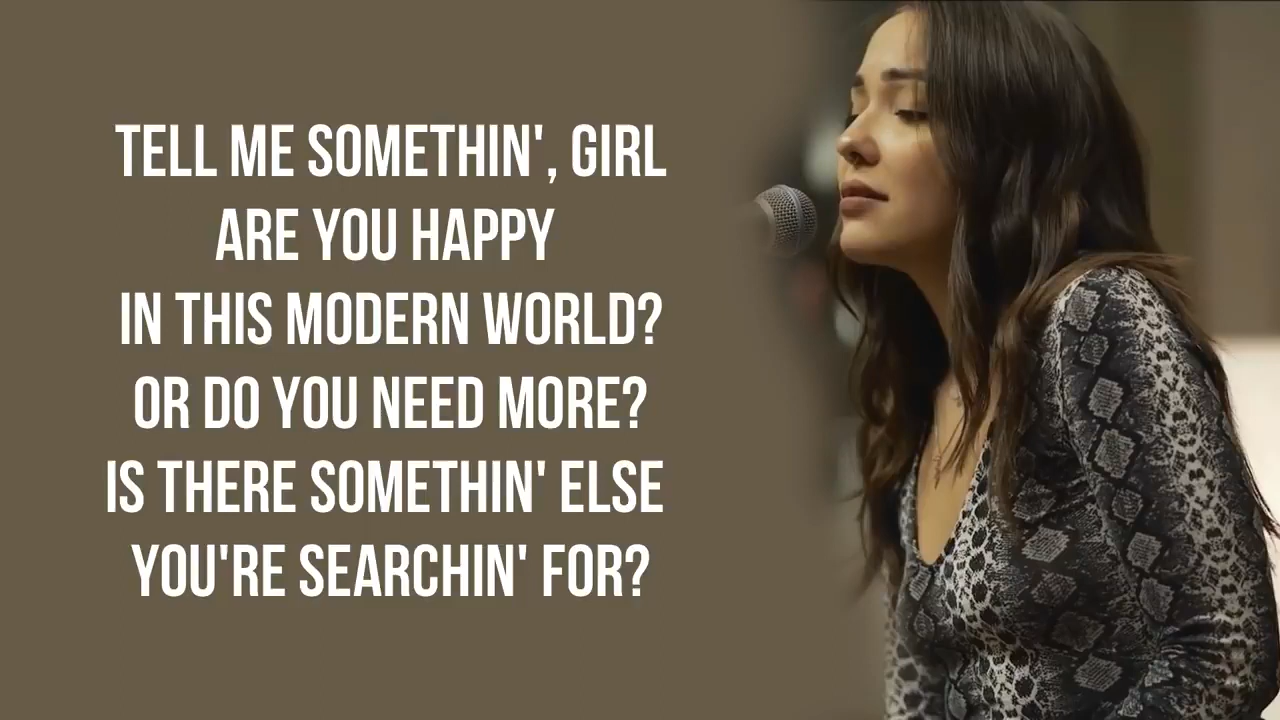 TELL ME SOMETHIN', GIRL
ARE YOU HAPPY
IN THIS MODERN WORLD?
OR DO YOU NEED MORE?
IS THERE SOMETHIN' ELSE
YOU'RE SEARCHIN' FOR?